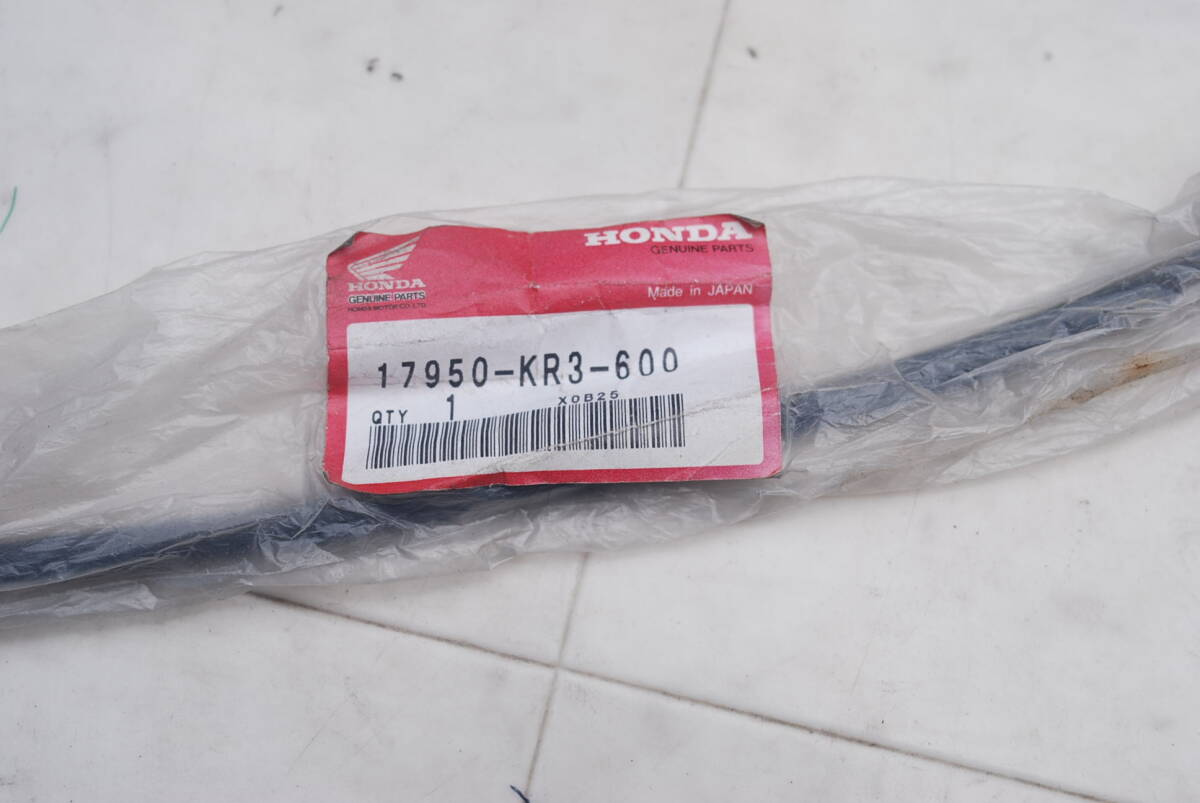 HONDA
GENUINE PARTS
HONDA MOTOR CO., LTD.
HONDA
GENUINE PARTS
Made in JAPAN
17950-KR3-600
QTY 1 X0B25